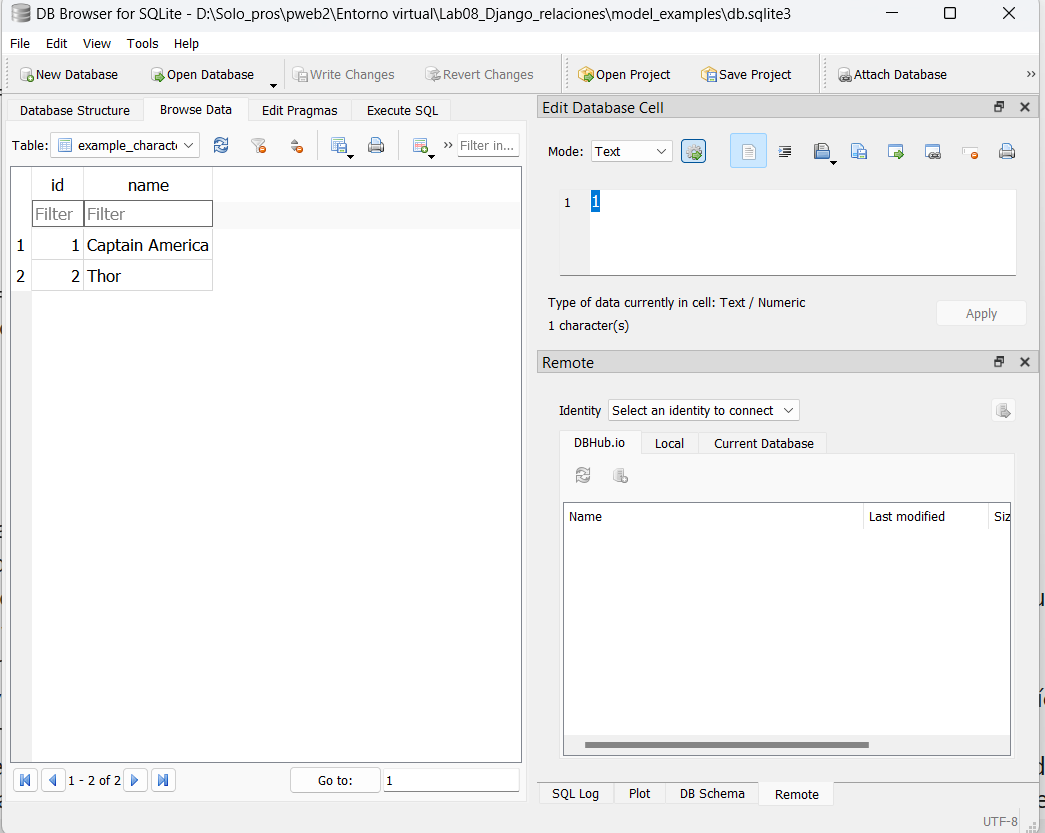 DB Browser for SQLite - D:\Solo_pros\pweb2\Entorno virtual\Lab08_Django_relaciones\model_examples\db.sqlite3
File Edit View Tools Help
New Database Open Database Write Changes Revert Changes Open Project Save Project Attach Database »
Database Structure Browse Data Edit Pragmas Execute SQL
Table: example_characte » Filter in...
id name
Filter Filter
1 1 Captain America
2 2 Thor
1 - 2 of 2 Go to: 1
Edit Database Cell
Mode: Text
1 1
Type of data currently in cell: Text / Numeric
1 character(s)
Apply
Remote
Identity Select an identity to connect
DBHub.io Local Current Database
Name Last modified Siz
SQL Log Plot DB Schema Remote
UTF-8